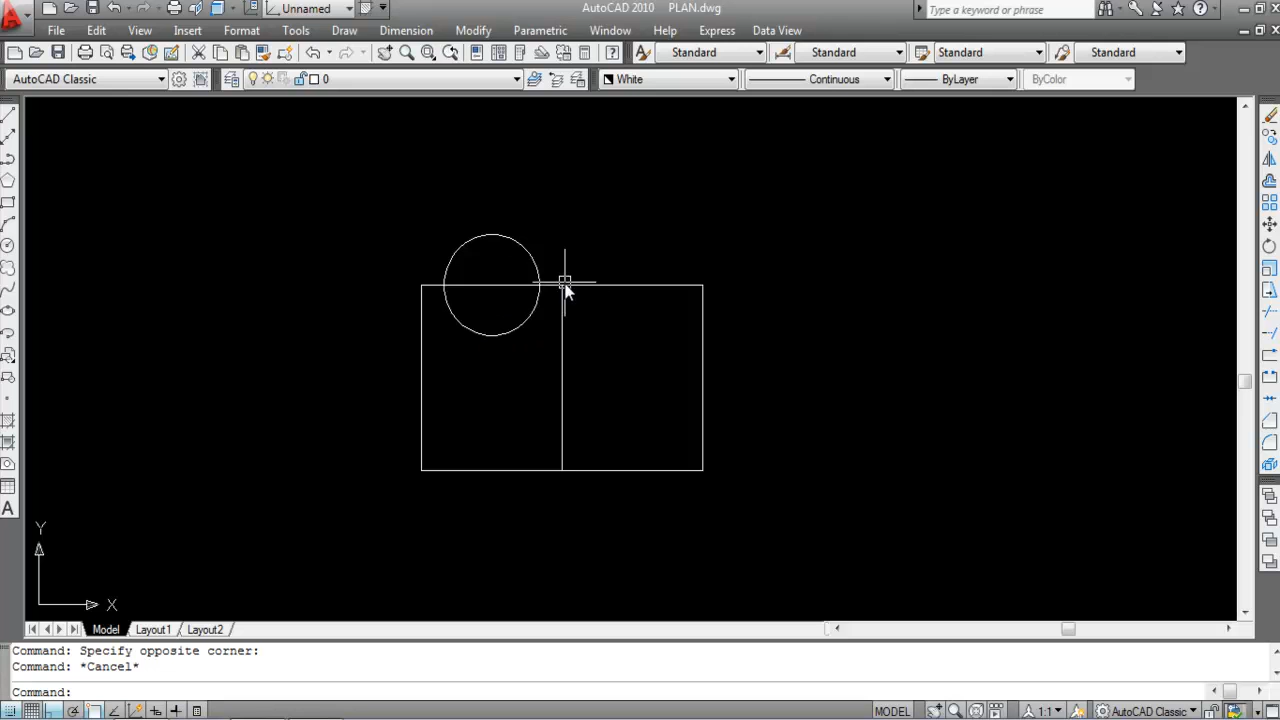 Unnamed
AutoCAD 2010 PLAN.dwg
Type a keyword or phrase
File Edit View Insert Format Tools Draw Dimension Modify Parametric Window Help Express Data View
Standard Standard Standard Standard
AutoCAD Classic 0 White Continuous ByLayer ByColor
Y
X
Model Layout1 Layout2
Command: Specify opposite corner:
Command: *Cancel*
Command:
MODEL 1:1 AutoCAD Classic